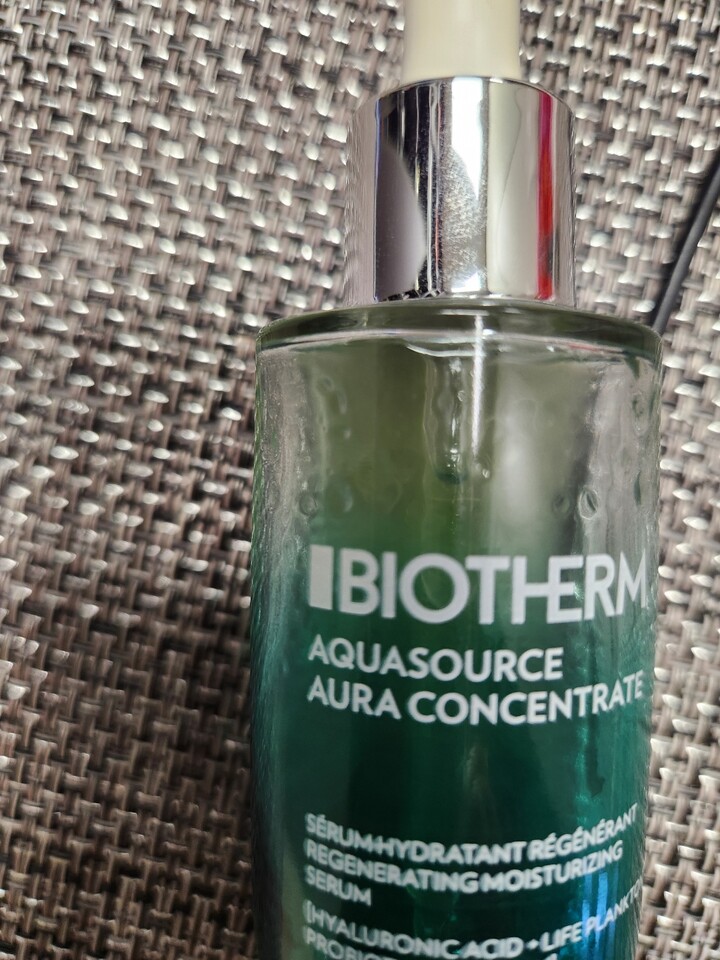 BIOTHERM
AQUASOURCE
AURA CONCENTRATE
SÉRUM-HYDRATANT RÉGÉNÉRANT
REGENERATING MOISTURIZING
SERUM
[HYALURONIC ACID + LIFE PLANKTON